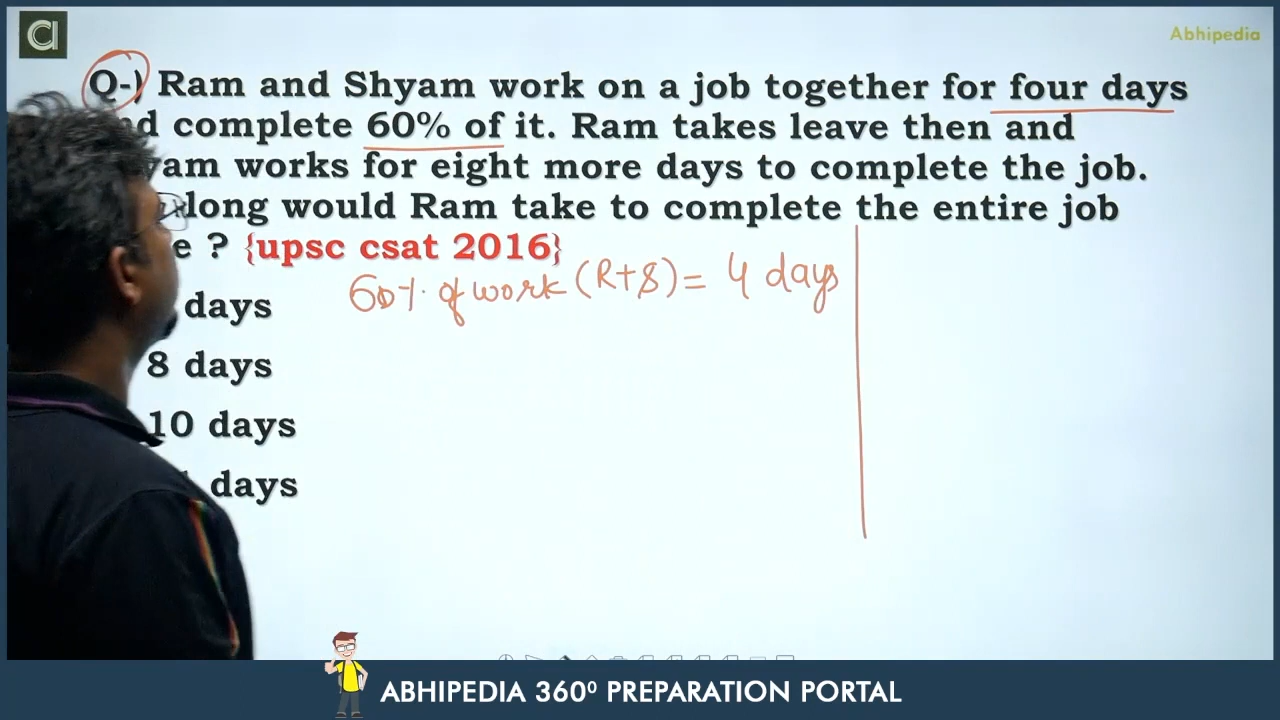 Abhipedia
Q-) Ram and Shyam work on a job together for four days
d complete 60% of it. Ram takes leave then and
yam works for eight more days to complete the job.
long would Ram take to complete the entire job
e ? {upsc csat 2016}
60% of work (R+S) = 4 days
days
8 days
10 days
days
ABHIPEDIA 360⁰ PREPARATION PORTAL